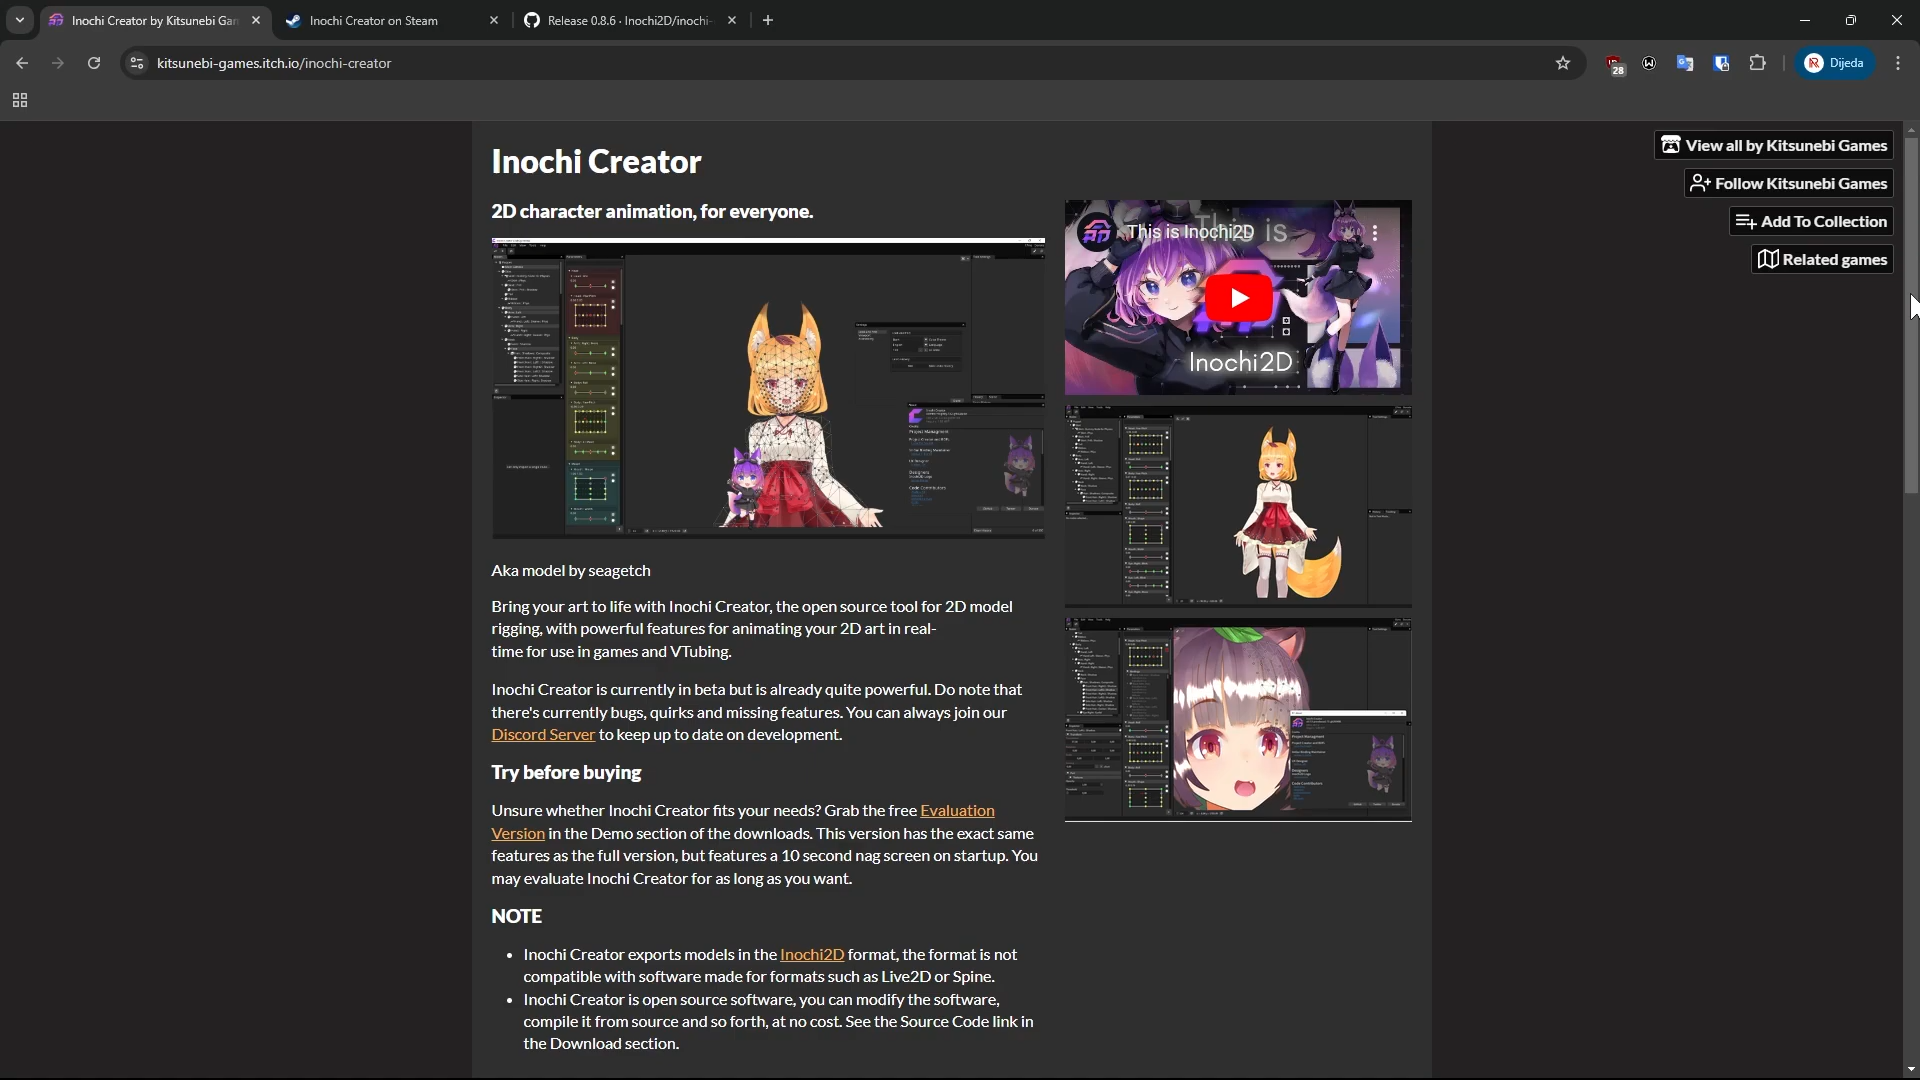 Inochi Creator by Kitsunebi Gar
Inochi Creator on Steam
Release 0.8.6 · Inochi2D/inochi-
kitsunebi-games.itch.io/inochi-creator
28
Dijeda
View all by Kitsunebi Games
Follow Kitsunebi Games
Add To Collection
Related games
Inochi Creator
2D character animation, for everyone.
This is Inochi2D
This is
Inochi2D
Aka model by seagetch
Bring your art to life with Inochi Creator, the open source tool for 2D model
rigging, with powerful features for animating your 2D art in real-
time for use in games and VTubing.
Inochi Creator is currently in beta but is already quite powerful. Do note that
there's currently bugs, quirks and missing features. You can always join our
Discord Server to keep up to date on development.
Try before buying
Unsure whether Inochi Creator fits your needs? Grab the free Evaluation
Version in the Demo section of the downloads. This version has the exact same
features as the full version, but features a 10 second nag screen on startup. You
may evaluate Inochi Creator for as long as you want.
NOTE
• Inochi Creator exports models in the Inochi2D format, the format is not
compatible with software made for formats such as Live2D or Spine.
• Inochi Creator is open source software, you can modify the software,
compile it from source and so forth, at no cost. See the Source Code link in
the Download section.